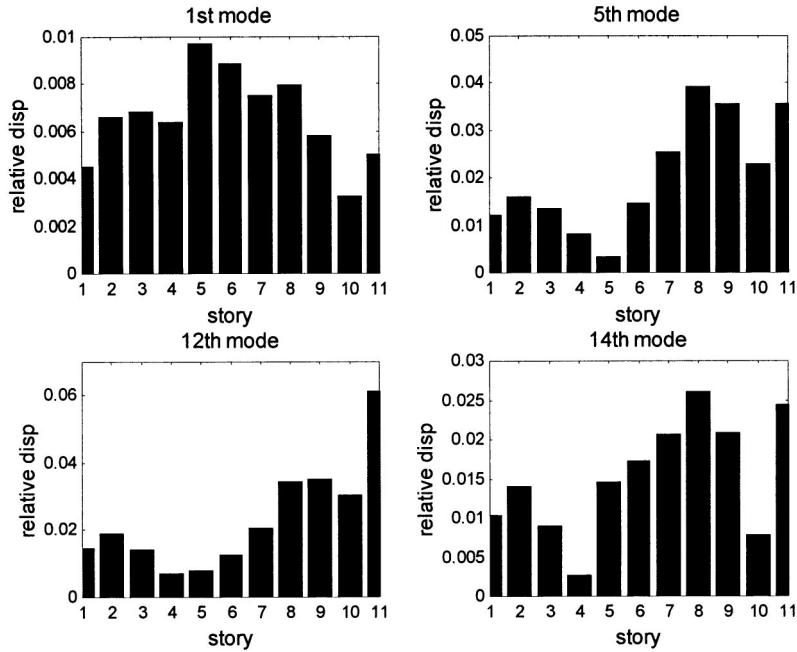 1st mode
0.01
0.008
0.006
0.004
0.002
0
relative disp
1 2 3 4 5 6 7 8 9 10 11
story
5th mode
0.05
0.04
0.03
0.02
0.01
0
relative disp
1 2 3 4 5 6 7 8 9 10 11
story
12th mode
0.06
0.04
0.02
0
relative disp
1 2 3 4 5 6 7 8 9 10 11
story
14th mode
0.03
0.025
0.02
0.015
0.01
0.005
0
relative disp
1 2 3 4 5 6 7 8 9 10 11
story